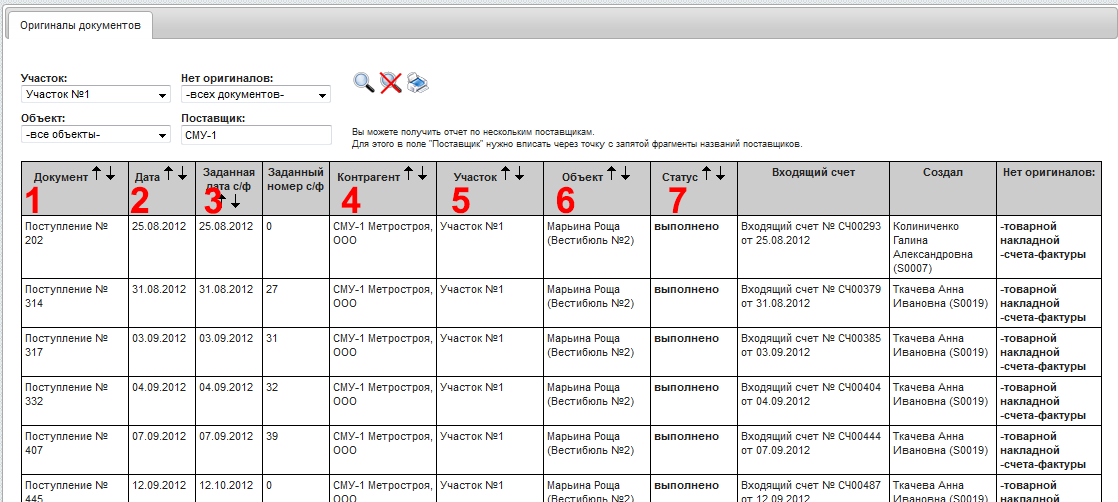 Оригиналы документов
Участок: Нет оригиналов:
Участок №1 -всех документов-
Объект: Поставщик:
-все объекты- СМУ-1
Вы можете получить отчет по нескольким поставщикам.
Для этого в поле "Поставщик" нужно вписать через точку с запятой фрагменты названий поставщиков.
Документ Дата Заданная Заданный Контрагент Участок Объект Статус Входящий счет Создал Нет оригиналов:
дата с/ф номер с/ф
1 2 3 4 5 6 7
Поступление № 25.08.2012 25.08.2012 0 СМУ-1 Метрострой, Участок №1 Марьина Роща выполнено Входящий счет № СЧ00293 Колиниченко -товарной
202 ООО (Вестибюль №2) от 25.08.2012 Галина накладной
Александровна -счета-фактуры
(S0007)
Поступление № 31.08.2012 31.08.2012 27 СМУ-1 Метрострой, Участок №1 Марьина Роща выполнено Входящий счет № СЧ00379 Ткачева Анна -товарной
314 ООО (Вестибюль №2) от 31.08.2012 Ивановна (S0019) накладной
-счета-фактуры
Поступление № 03.09.2012 03.09.2012 31 СМУ-1 Метрострой, Участок №1 Марьина Роща выполнено Входящий счет № СЧ00385 Ткачева Анна -товарной
317 ООО (Вестибюль №2) от 03.09.2012 Ивановна (S0019) накладной
-счета-фактуры
Поступление № 04.09.2012 04.09.2012 32 СМУ-1 Метрострой, Участок №1 Марьина Роща выполнено Входящий счет № СЧ00404 Ткачева Анна -товарной
332 ООО (Вестибюль №2) от 04.09.2012 Ивановна (S0019) накладной
-счета-фактуры
Поступление № 07.09.2012 07.09.2012 39 СМУ-1 Метрострой, Участок №1 Марьина Роща выполнено Входящий счет № СЧ00444 Ткачева Анна -товарной
407 ООО (Вестибюль №2) от 07.09.2012 Ивановна (S0019) накладной
-счета-фактуры
Поступление № 12.09.2012 12.10.2012 0 СМУ-1 Метрострой, Участок №1 Марьина Роща выполнено Входящий счет № СЧ00487 Ткачева Анна -товарной
445 ООО (Вестибюль №2) от 12.09.2012 Ивановна (S0019) накладной